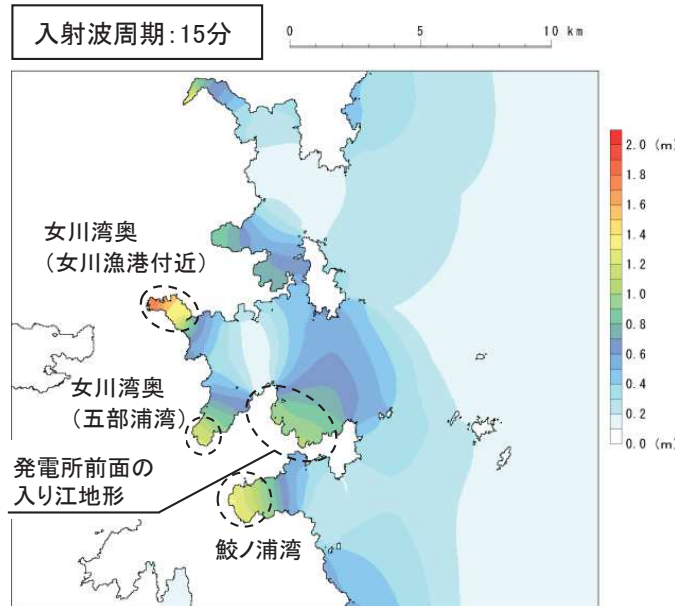 入射波周期：15分
0 5 10 km
女川湾奥
（女川漁港付近）
女川湾奥
（五部浦湾）
発電所前面の
入り江地形
鮫ノ浦湾
2.0 (m)
1.8
1.6
1.4
1.2
1.0
0.8
0.6
0.4
0.2
0.0 (m)